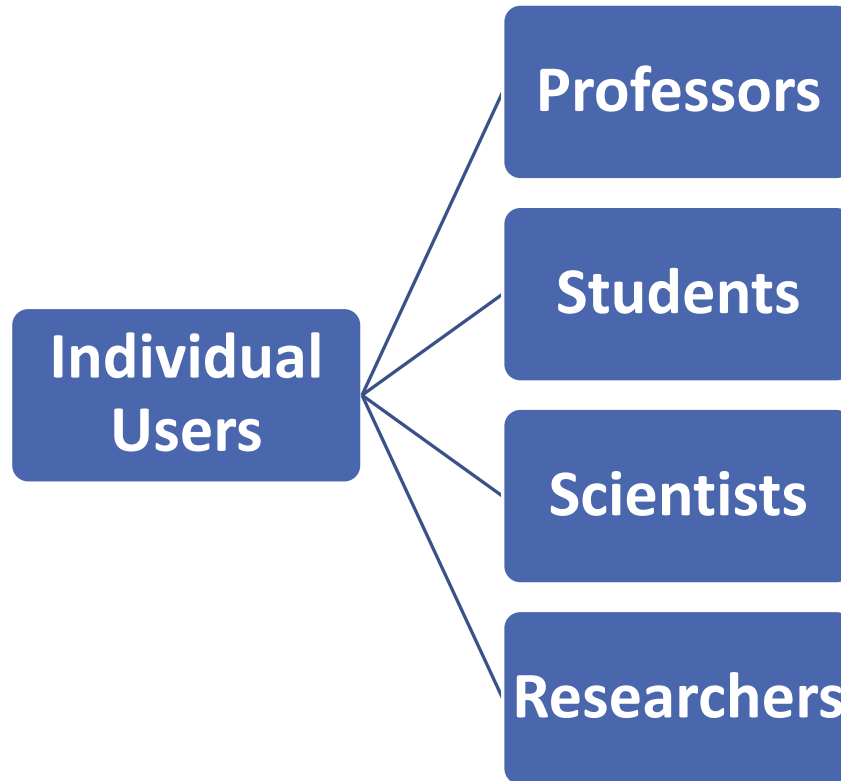 Professors
Students
Individual
Users
Scientists
Researchers